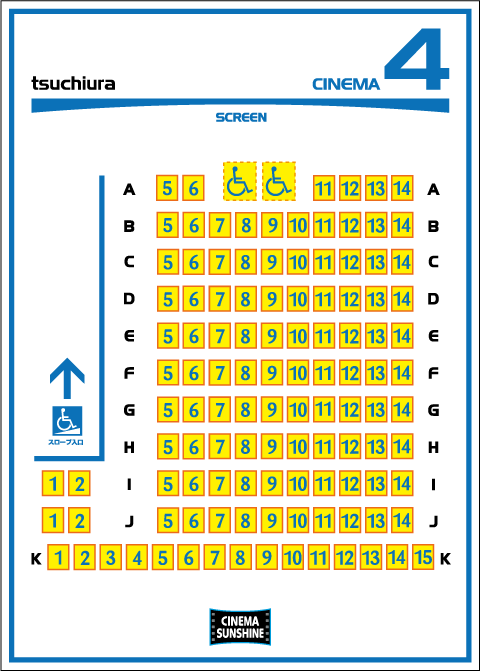 tsuchiura
CINEMA 4
SCREEN
A 5 6 11 12 13 14 A
B 5 6 7 8 9 10 11 12 13 14 B
C 5 6 7 8 9 10 11 12 13 14 C
D 5 6 7 8 9 10 11 12 13 14 D
E 5 6 7 8 9 10 11 12 13 14 E
F 5 6 7 8 9 10 11 12 13 14 F
G 5 6 7 8 9 10 11 12 13 14 G
スロープ入口
H 5 6 7 8 9 10 11 12 13 14 H
1 2 I 5 6 7 8 9 10 11 12 13 14 I
1 2 J 5 6 7 8 9 10 11 12 13 14 J
K 1 2 3 4 5 6 7 8 9 10 11 12 13 14 15 K
CINEMA
SUNSHINE